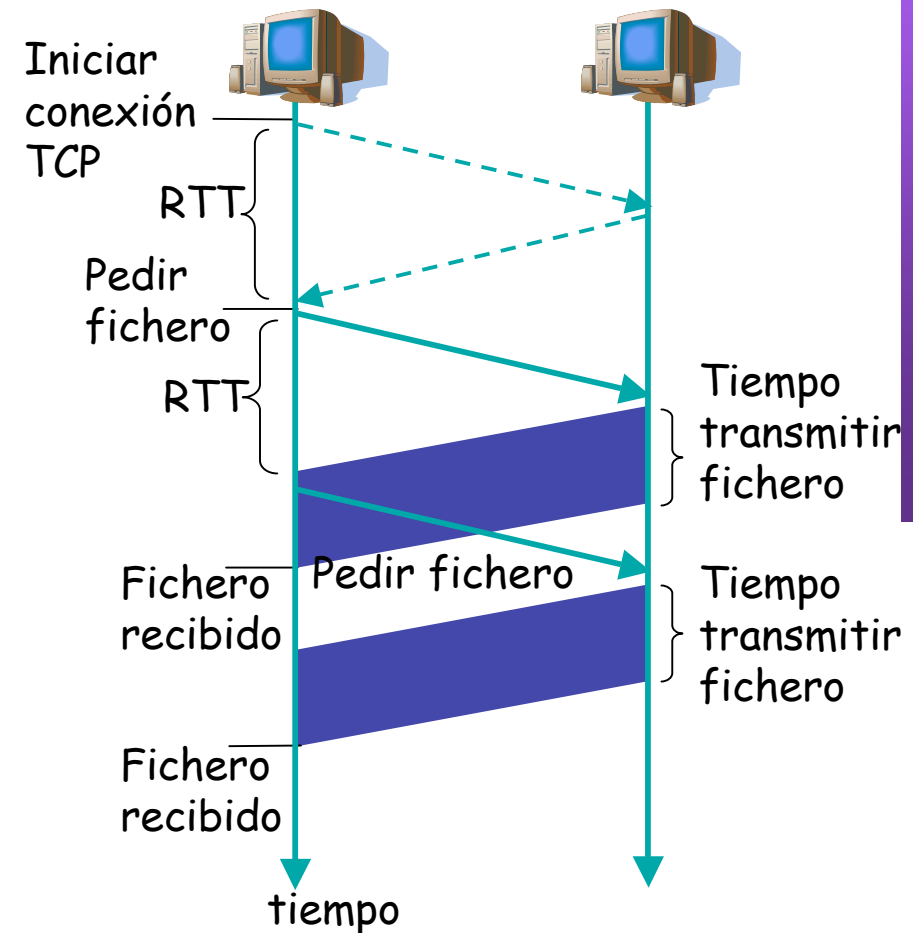 Iniciar
conexión
TCP
RTT
Pedir
fichero
RTT
Tiempo
transmitir
fichero
Pedir fichero
Fichero
recibido
Tiempo
transmitir
fichero
Fichero
recibido
tiempo